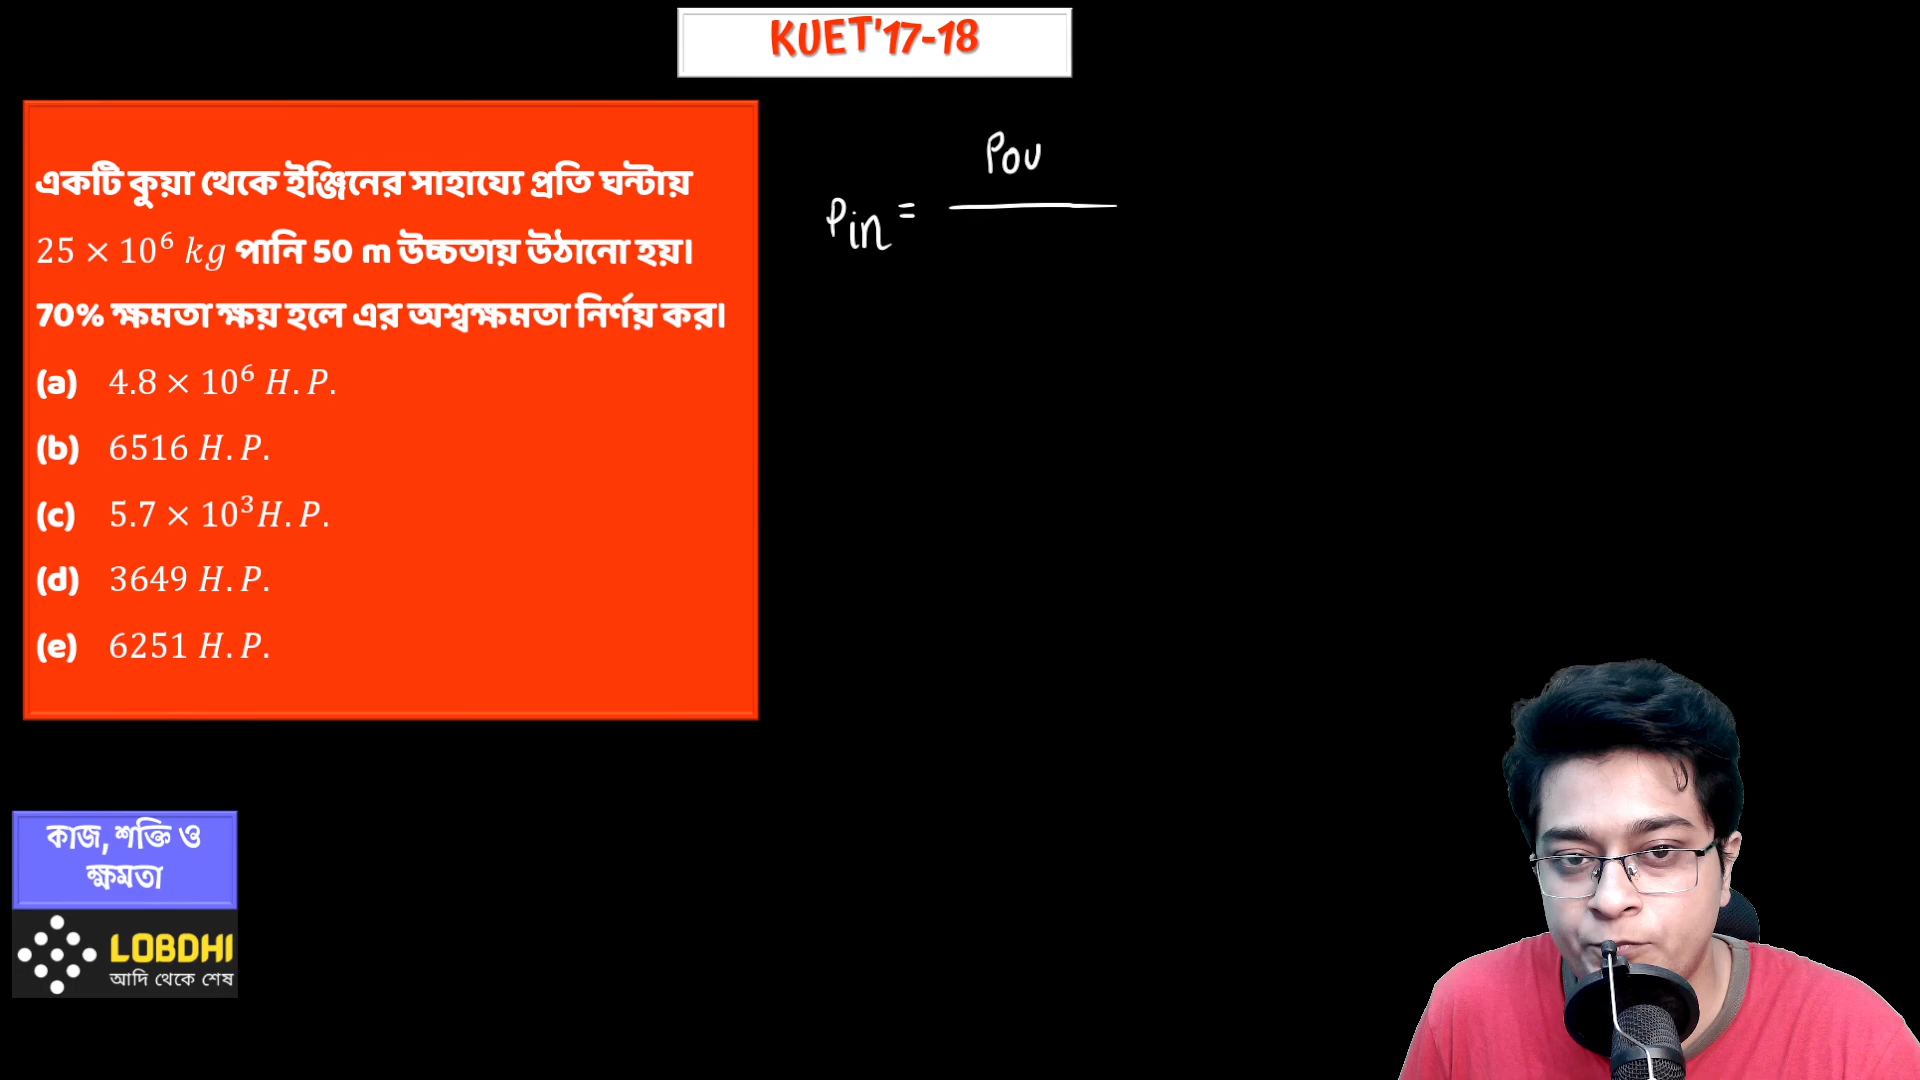 KUET'17-18
একটি কুয়া থেকে ইঞ্জিনের সাহায্যে প্রতি ঘন্টায়
25 × 10⁶ kg পানি 50 m উচ্চতায় উঠানো হয়।
70% ক্ষমতা ক্ষয় হলে এর অশ্বক্ষমতা নির্ণয় কর।
(a) 4.8 × 10⁶ H.P.
(b) 6516 H.P.
(c) 5.7 × 10³ H.P.
(d) 3649 H.P.
(e) 6251 H.P.
Pou
Pin =
কাজ, শক্তি ও
ক্ষমতা
LOBDHI
আদি থেকে শেষ